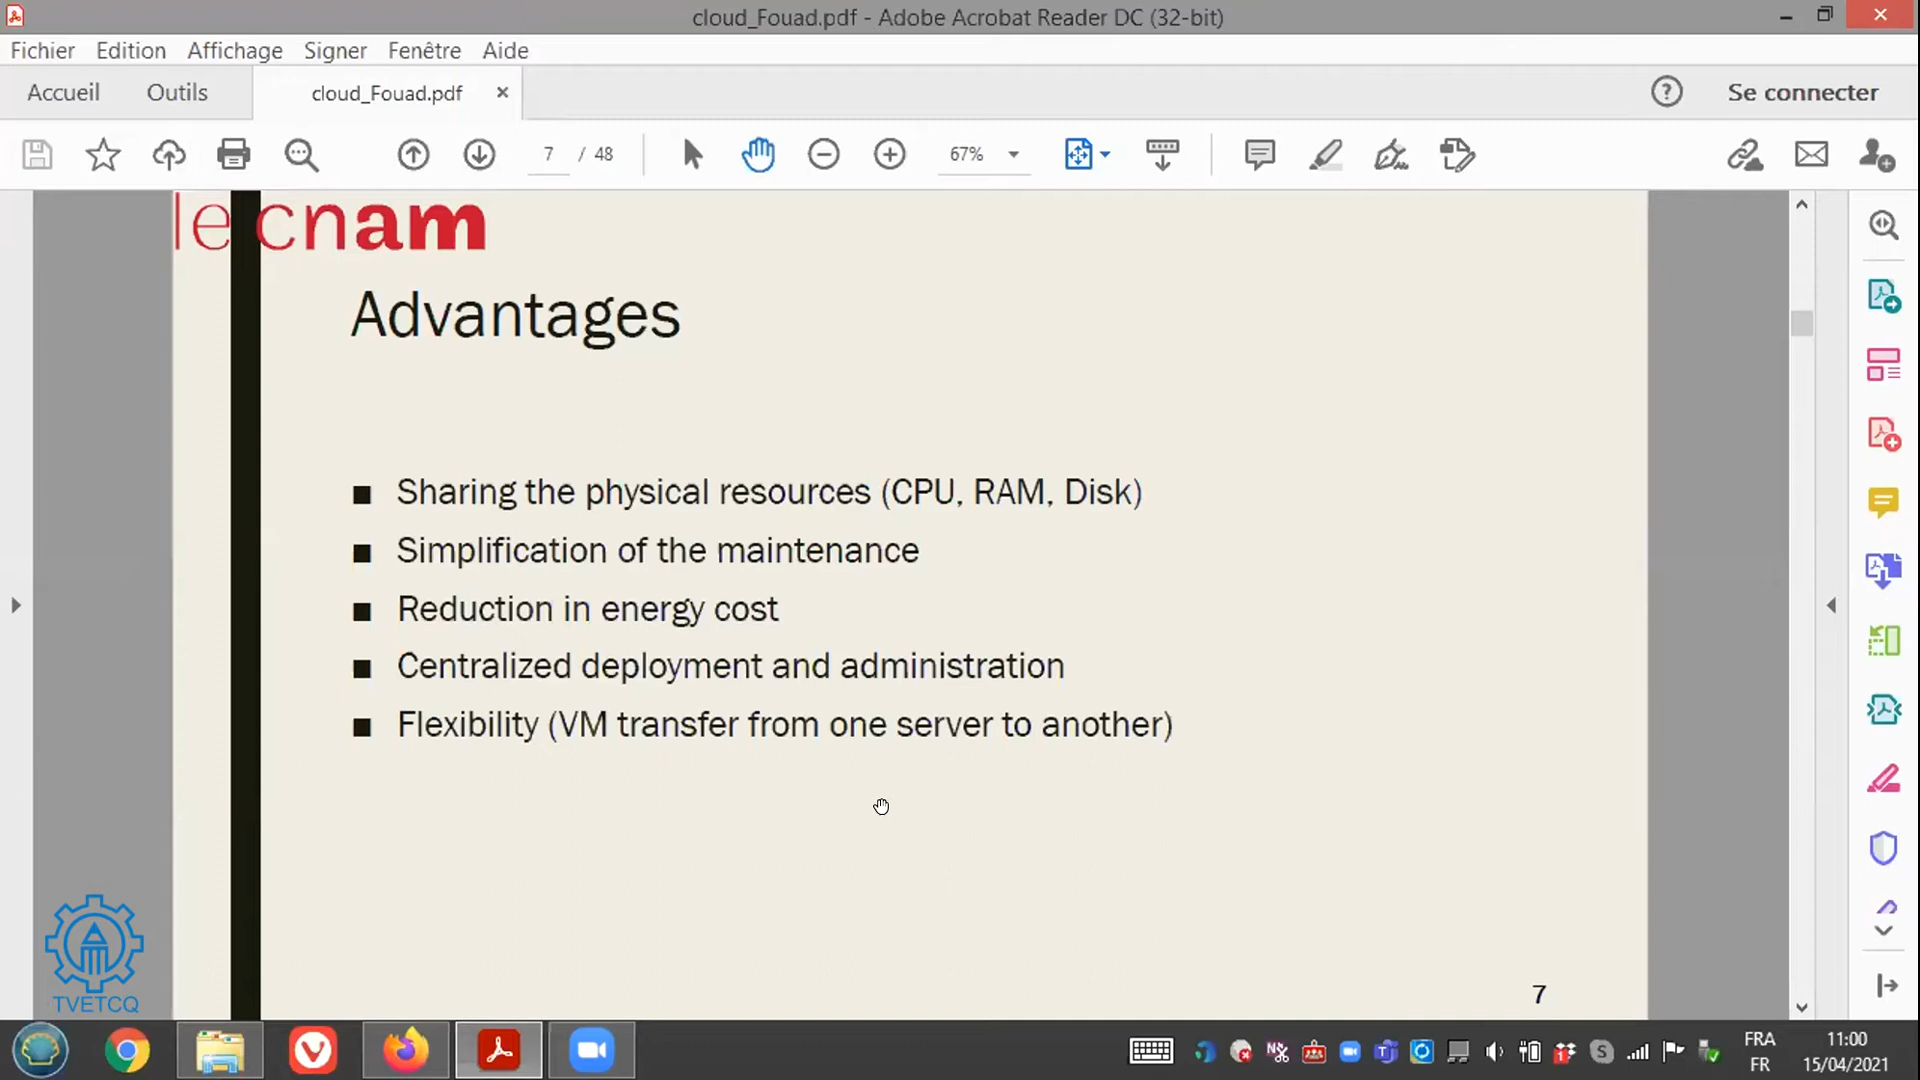 cloud_Fouad.pdf - Adobe Acrobat Reader DC (32-bit)
Fichier Edition Affichage Signer Fenêtre Aide
Accueil Outils cloud_Fouad.pdf × Se connecter
7 / 48 67%
le cnam
Advantages
■ Sharing the physical resources (CPU, RAM, Disk)
■ Simplification of the maintenance
■ Reduction in energy cost
■ Centralized deployment and administration
■ Flexibility (VM transfer from one server to another)
TVETCQ
7
FRA 11:00
FR 15/04/2021